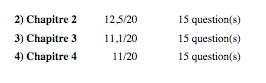 2) Chapitre 2 12,5/20 15 question(s)
3) Chapitre 3 11,1/20 15 question(s)
4) Chapitre 4 11/20 15 question(s)